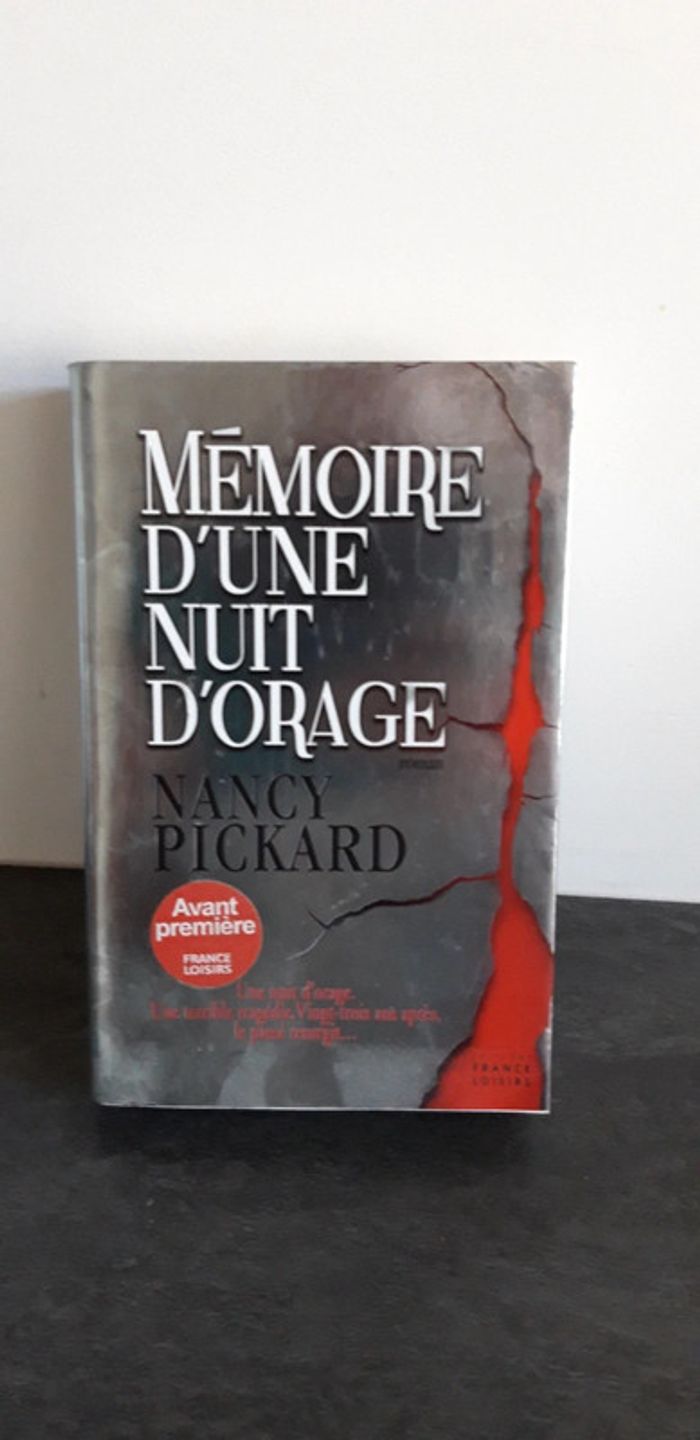 MÉMOIRE
D'UNE
NUIT
D'ORAGE
roman
NANCY
PICKARD
Avant
première
FRANCE
LOISIRS
Une nuit d'orage.
Une terrible tragédie. Vingt-trois ans après,
le passé resurgit...
FRANCE
LOISIRS